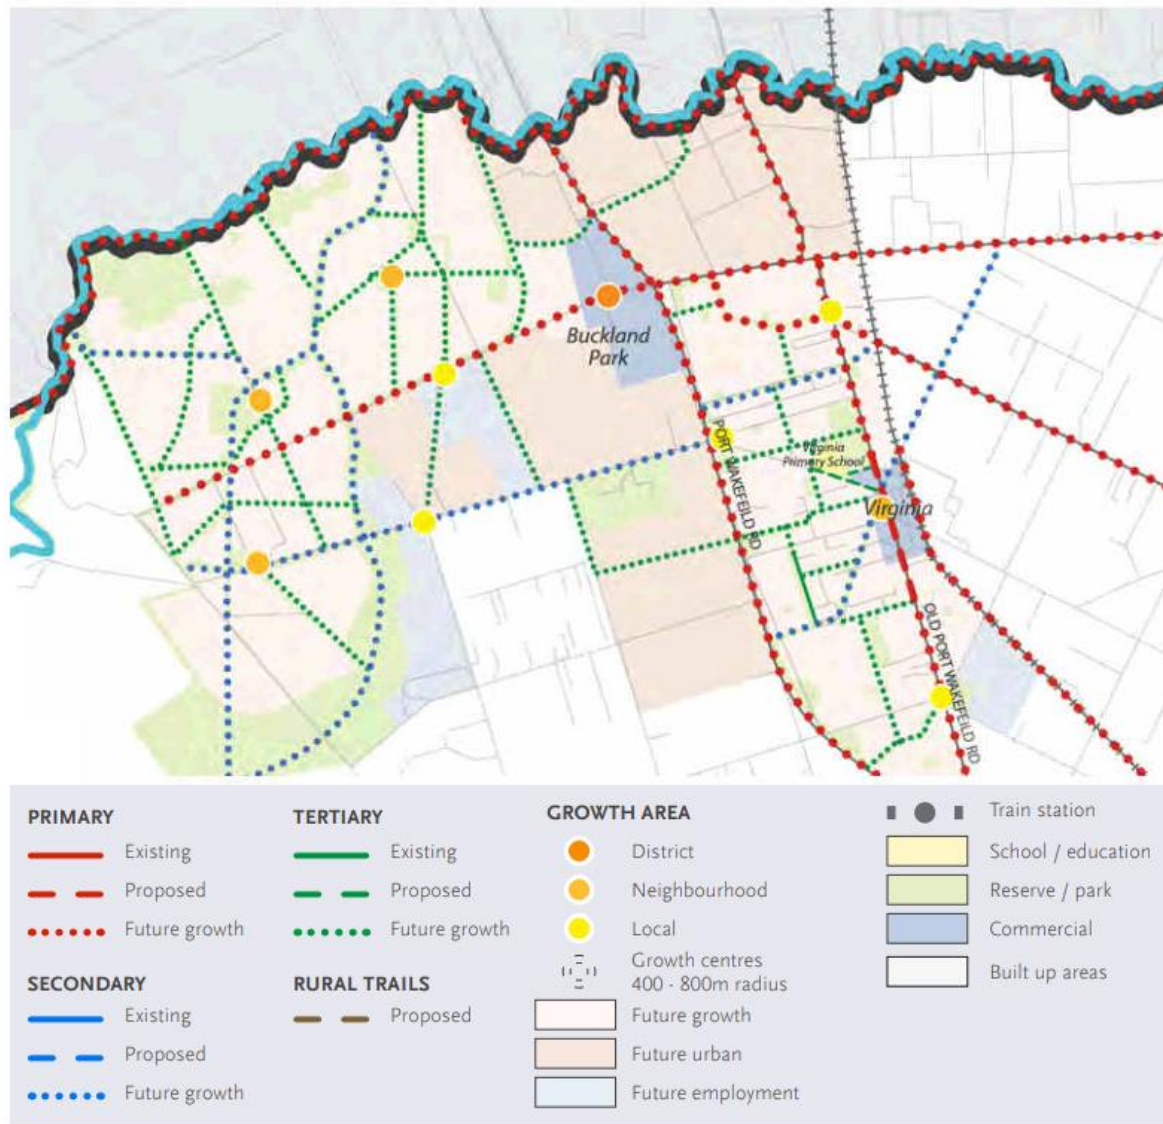 Buckland
Park
PORT WAKEFEILD RD
Virginia
Primary School
Virginia
OLD PORT WAKEFEILD RD
PRIMARY
Existing
Proposed
Future growth
SECONDARY
Existing
Proposed
Future growth
TERTIARY
Existing
Proposed
Future growth
RURAL TRAILS
Proposed
GROWTH AREA
District
Neighbourhood
Local
Growth centres
400 - 800m radius
Future growth
Future urban
Future employment
Train station
School / education
Reserve / park
Commercial
Built up areas